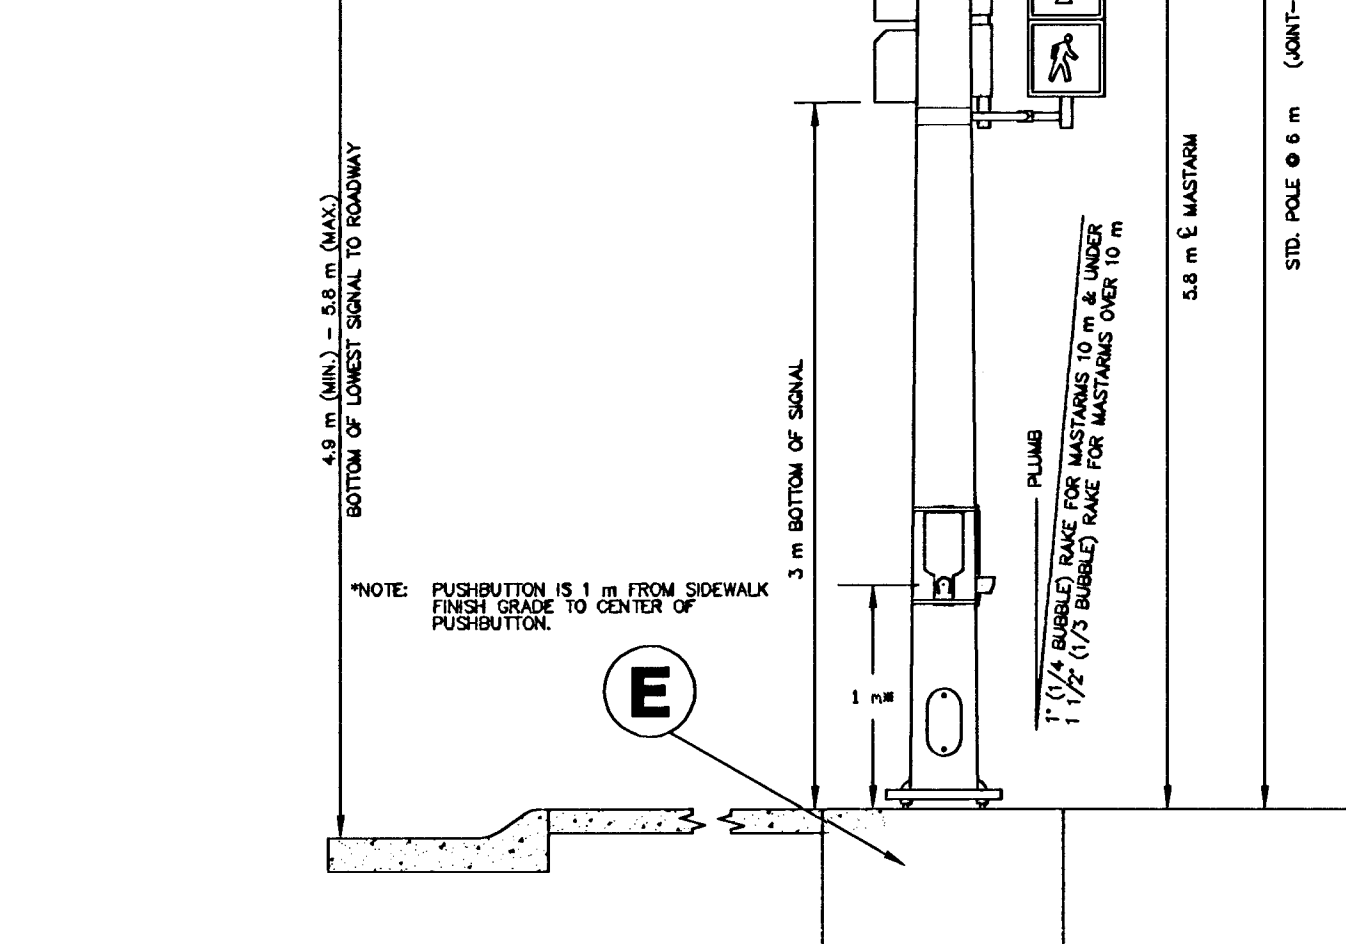 4.9 m (MIN.) – 5.8 m (MAX.)
BOTTOM OF LOWEST SIGNAL TO ROADWAY
3 m BOTTOM OF SIGNAL
*NOTE: PUSHBUTTON IS 1 m FROM SIDEWALK
FINISH GRADE TO CENTER OF
PUSHBUTTON.
E
1 m*
PLUMB
1° (1/4 BUBBLE) RAKE FOR MASTARMS 10 m & UNDER
1 1/2° (1/3 BUBBLE) RAKE FOR MASTARMS OVER 10 m
5.8 m ℄ MASTARM
STD. POLE @ 6 m (JOINT–